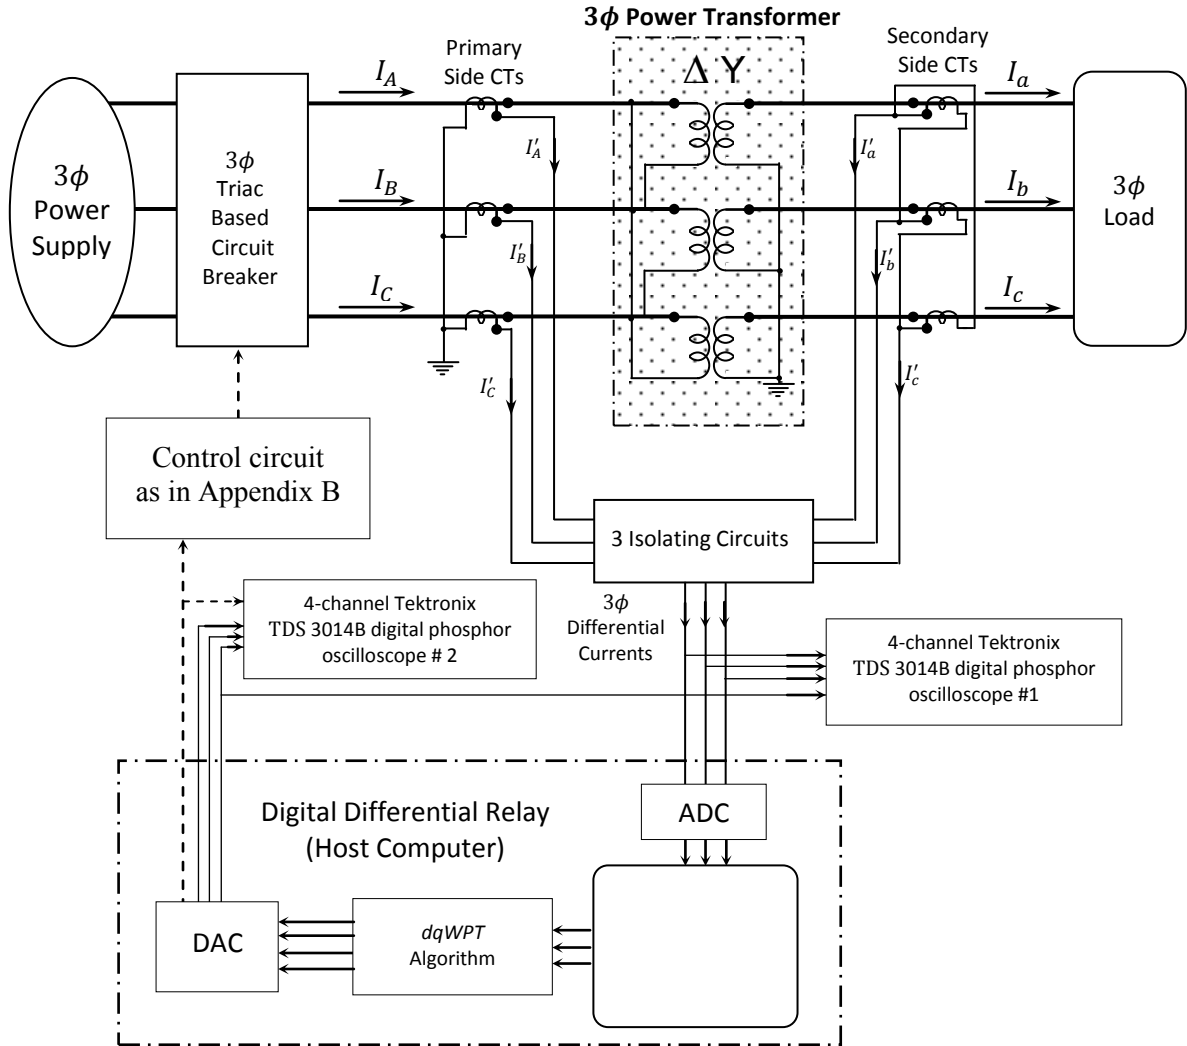 3ϕ Power Transformer
Δ Y
Primary
Side CTs
Secondary
Side CTs
I_A
I_a
3ϕ
Power
Supply
3ϕ
Triac
Based
Circuit
Breaker
I'_A
I'_a
I_B
I_b
3ϕ
Load
I'_B
I'_b
I_C
I_c
I'_C
I'_c
Control circuit
as in Appendix B
3 Isolating Circuits
4-channel Tektronix
TDS 3014B digital phosphor
oscilloscope # 2
3ϕ
Differential
Currents
4-channel Tektronix
TDS 3014B digital phosphor
oscilloscope #1
Digital Differential Relay
(Host Computer)
ADC
DAC
dqWPT
Algorithm